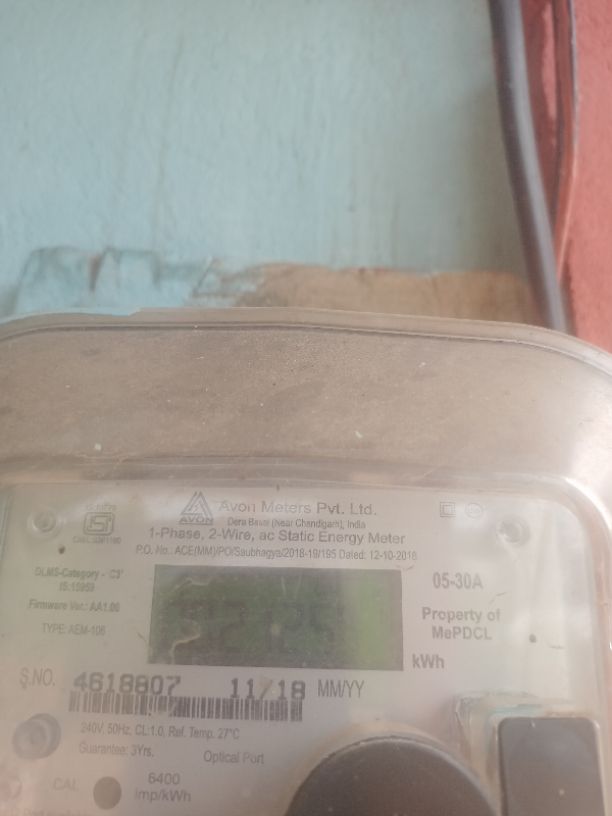 Avon Meters Pvt. Ltd.
AVON
Dera Bassi (Near Chandigarh), India
1-Phase, 2-Wire, ac Static Energy Meter
P.O. No.: ACE(MM)/PO/Saubhagya/2018-19/195 Dated: 12-10-2018
DLMS-Category - 'C3'
IS:15959
05-30A
Firmware Ver.: AA1.06
Property of
MePDCL
TYPE: AEM-106
kWh
S.NO. 4618807 11/18 MM/YY
240V, 50Hz, CL:1.0, Ref. Temp. 27°C
Guarantee: 3Yrs. Optical Port
CAL 6400
imp/kWh